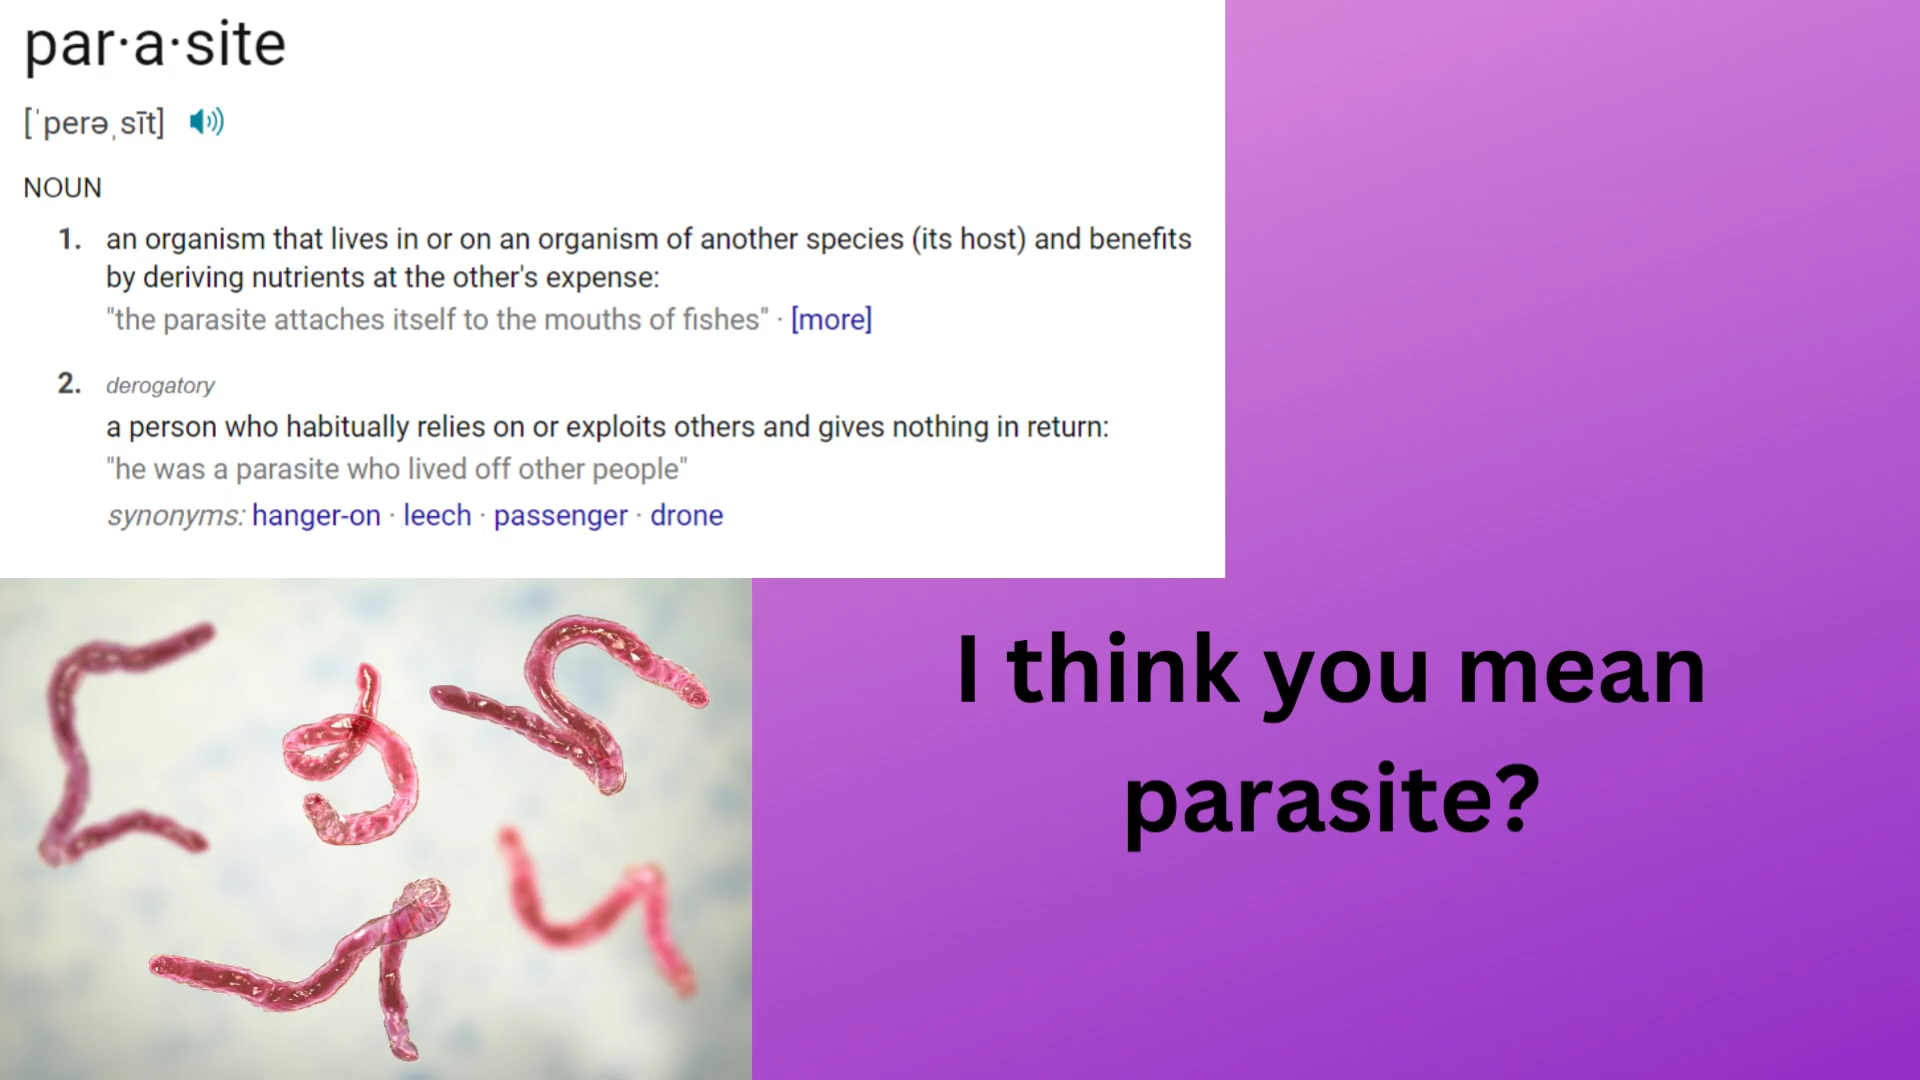 par·a·site
[ˈperəˌsīt]
NOUN
1. an organism that lives in or on an organism of another species (its host) and benefits
by deriving nutrients at the other's expense:
"the parasite attaches itself to the mouths of fishes" · [more]
2. derogatory
a person who habitually relies on or exploits others and gives nothing in return:
"he was a parasite who lived off other people"
synonyms: hanger-on · leech · passenger · drone
I think you mean
parasite?